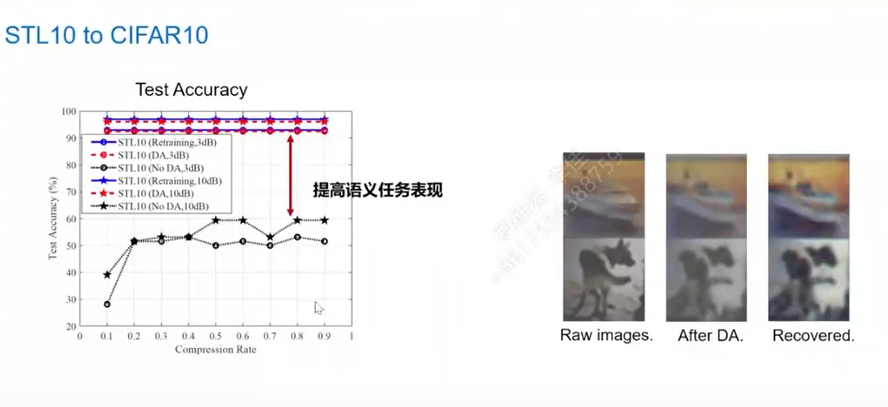 STL10 to CIFAR10
Test Accuracy
100
90
80
70
60
50
40
30
20
Test Accuracy (%)
STL10 (Retraining,3dB)
STL10 (DA,3dB)
STL10 (No DA,3dB)
STL10 (Retraining,10dB)
STL10 (DA,10dB)
STL10 (No DA,10dB)
提高语义任务表现
0 0.1 0.2 0.3 0.4 0.5 0.6 0.7 0.8 0.9 1
Compression Rate
Raw images. After DA. Recovered.